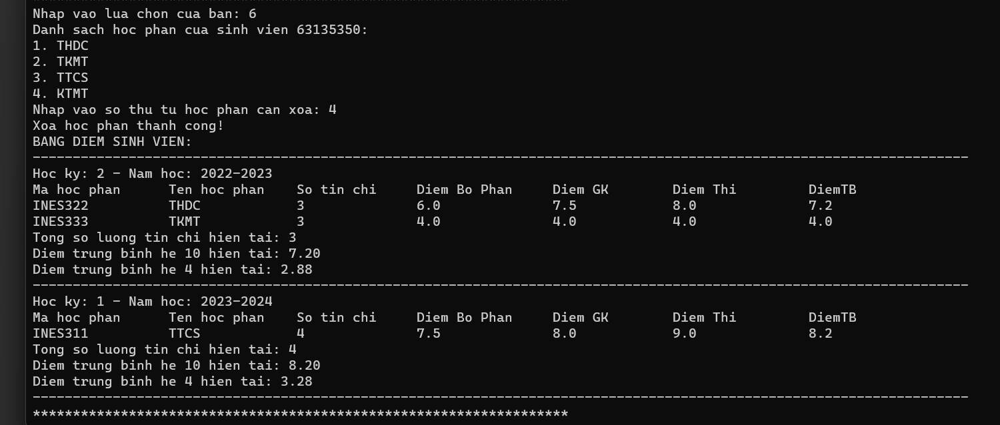 Nhap vao lua chon cua ban: 6
Danh sach hoc phan cua sinh vien 63135350:
1. THDC
2. TKMT
3. TTCS
4. KTMT
Nhap vao so thu tu hoc phan can xoa: 4
Xoa hoc phan thanh cong!
BANG DIEM SINH VIEN:
---------------------------------------------------------------------------------------------------------------------
Hoc ky: 2 - Nam hoc: 2022-2023
Ma hoc phan      Ten hoc phan    So tin chi     Diem Bo Phan     Diem GK        Diem Thi         DiemTB
INES322          THDC            3              6.0              7.5            8.0              7.2
INES333          TKMT            3              4.0              4.0            4.0              4.0
Tong so luong tin chi hien tai: 3
Diem trung binh he 10 hien tai: 7.20
Diem trung binh he 4 hien tai: 2.88
---------------------------------------------------------------------------------------------------------------------
Hoc ky: 1 - Nam hoc: 2023-2024
Ma hoc phan      Ten hoc phan    So tin chi     Diem Bo Phan     Diem GK        Diem Thi         DiemTB
INES311          TTCS            4              7.5              8.0            9.0              8.2
Tong so luong tin chi hien tai: 4
Diem trung binh he 10 hien tai: 8.20
Diem trung binh he 4 hien tai: 3.28
---------------------------------------------------------------------------------------------------------------------
*******************************************************************